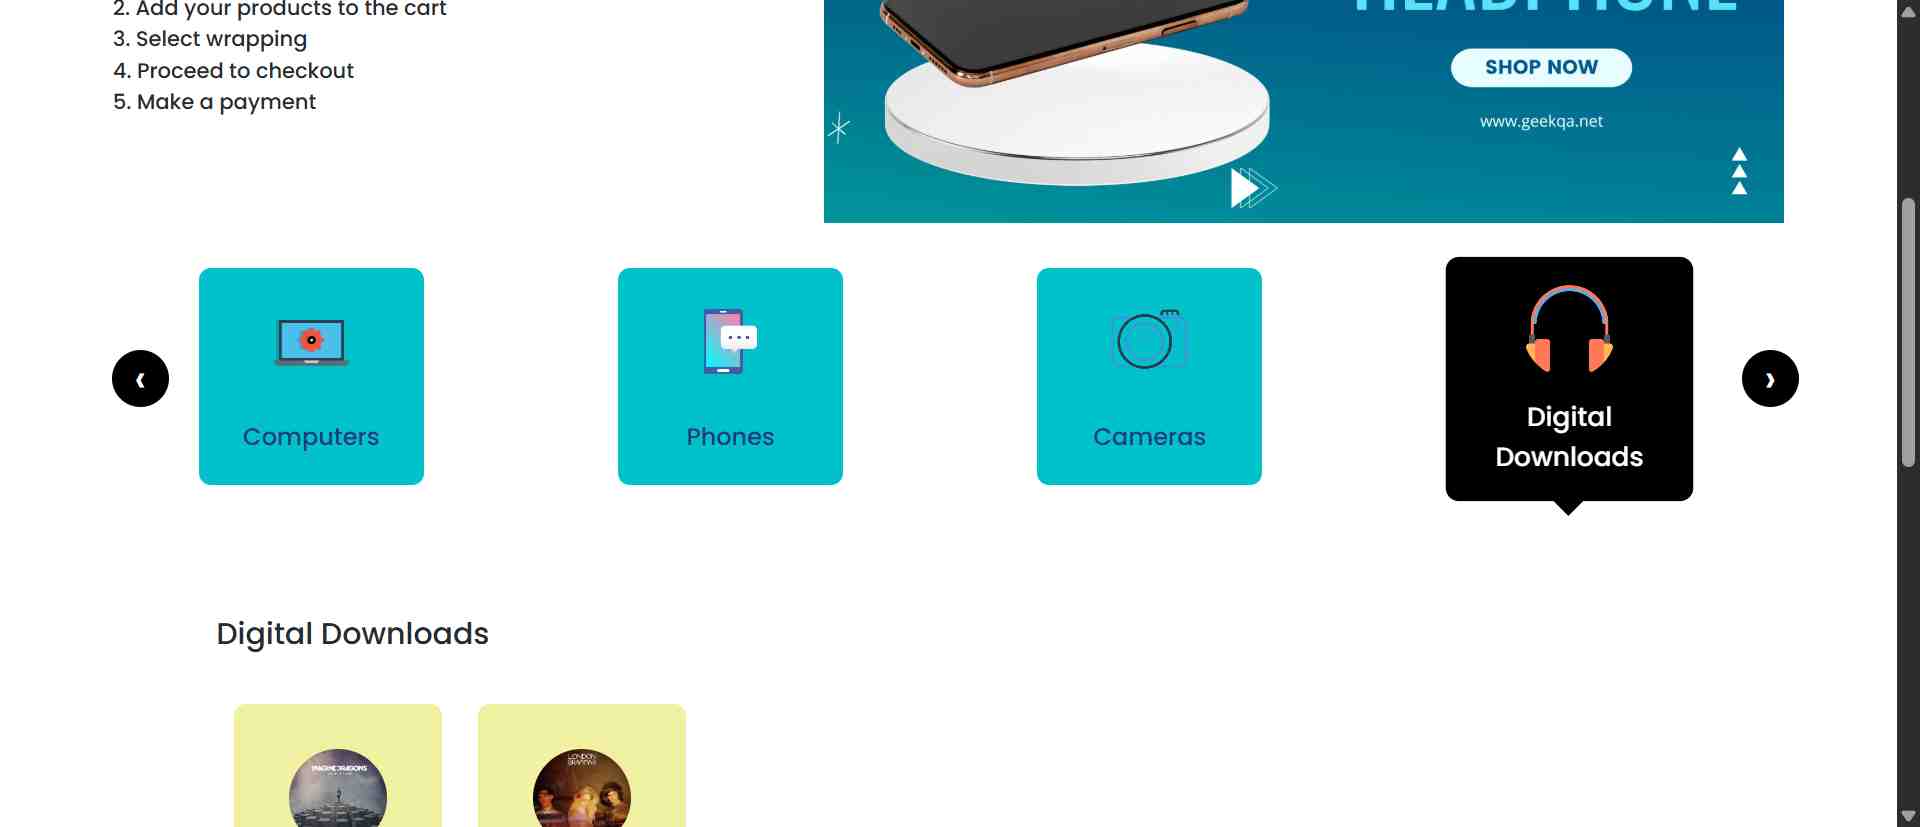 2. Add your products to the cart
3. Select wrapping
4. Proceed to checkout
5. Make a payment
HEADPHONE
SHOP NOW
www.geekqa.net
Computers
Phones
Cameras
Digital
Downloads
Digital Downloads
IMAGINE DRAGONS
LONDON
GRAMMAR